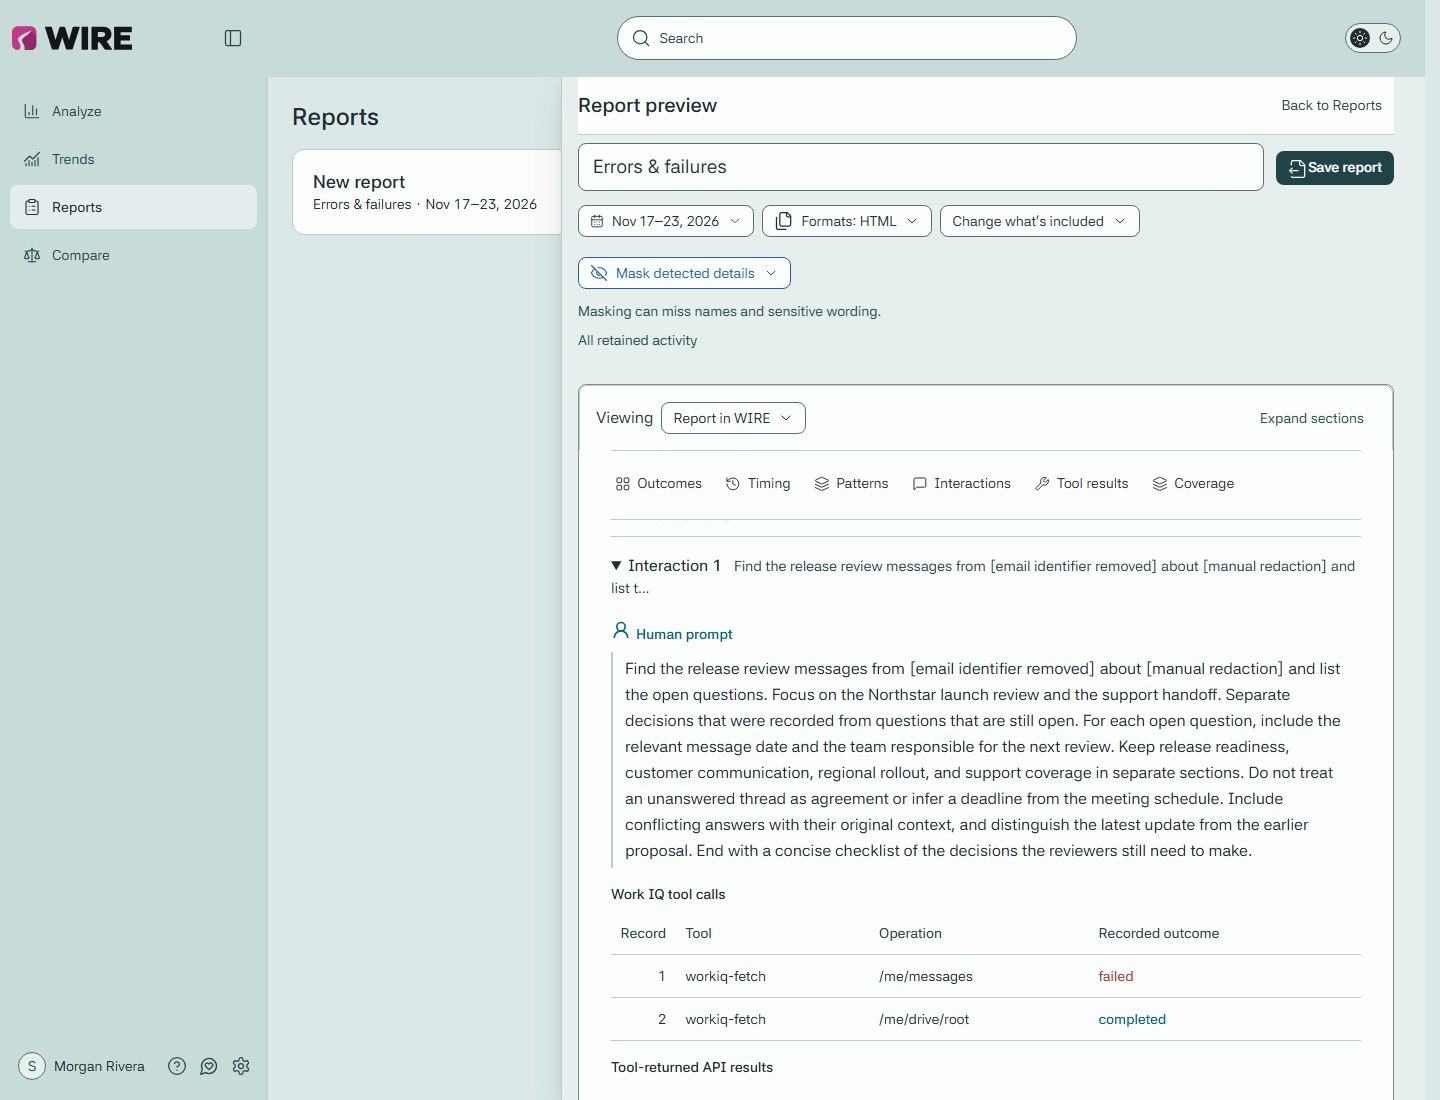 WIRE
Search
Analyze
Trends
Reports
Compare
Reports
New report
Errors & failures · Nov 17–23, 2026
Report preview
Back to Reports
Errors & failures
Save report
Nov 17–23, 2026
Formats: HTML
Change what's included
Mask detected details
Masking can miss names and sensitive wording.
All retained activity
Viewing
Report in WIRE
Expand sections
Outcomes
Timing
Patterns
Interactions
Tool results
Coverage
Interaction 1 Find the release review messages from [email identifier removed] about [manual redaction] and
list t...
Human prompt
Find the release review messages from [email identifier removed] about [manual redaction] and list
the open questions. Focus on the Northstar launch review and the support handoff. Separate
decisions that were recorded from questions that are still open. For each open question, include the
relevant message date and the team responsible for the next review. Keep release readiness,
customer communication, regional rollout, and support coverage in separate sections. Do not treat
an unanswered thread as agreement or infer a deadline from the meeting schedule. Include
conflicting answers with their original context, and distinguish the latest update from the earlier
proposal. End with a concise checklist of the decisions the reviewers still need to make.
Work IQ tool calls
Record Tool Operation Recorded outcome
1 workiq-fetch /me/messages failed
2 workiq-fetch /me/drive/root completed
Tool-returned API results
S Morgan Rivera